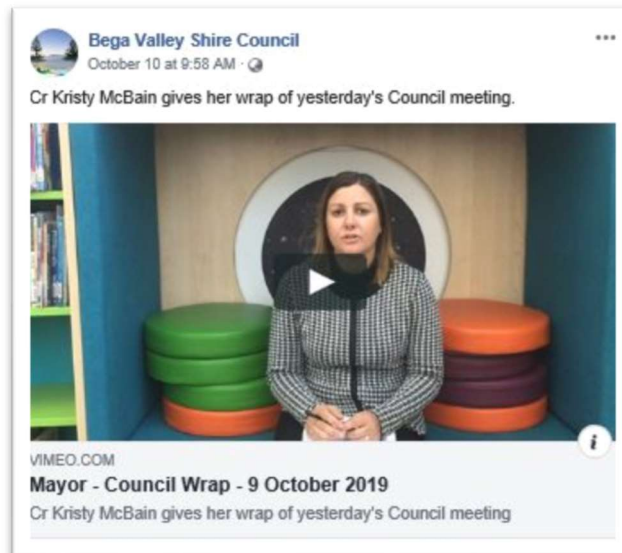 Bega Valley Shire Council
October 10 at 9:58 AM ·
Cr Kristy McBain gives her wrap of yesterday's Council meeting.
VIMEO.COM
Mayor - Council Wrap - 9 October 2019
Cr Kristy McBain gives her wrap of yesterday's Council meeting